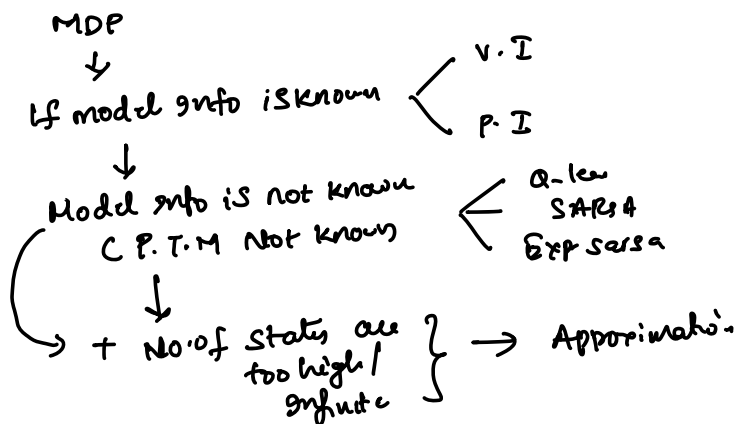 MDP
If model info is known
V.I
P.I
Model info is not known
(P.T.M Not known)
Q-lea
SARSA
Exp sarsa
+ No.of states are
too high/
infinite
→ Approximation